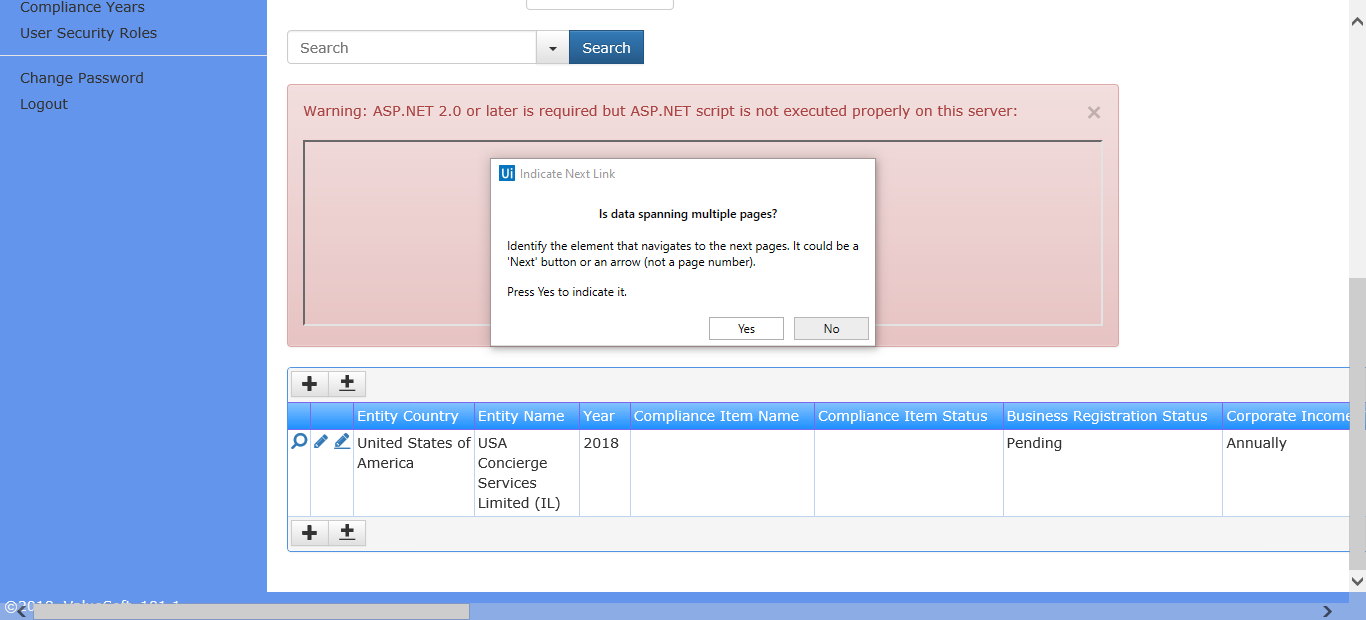 Compliance Years
User Security Roles
Change Password
Logout
Search
Search
Warning: ASP.NET 2.0 or later is required but ASP.NET script is not executed properly on this server:
Ui Indicate Next Link
Is data spanning multiple pages?
Identify the element that navigates to the next pages. It could be a
'Next' button or an arrow (not a page number).
Press Yes to indicate it.
Yes
No
Entity Country Entity Name Year Compliance Item Name Compliance Item Status Business Registration Status Corporate Income
United States of America USA Concierge Services Limited (IL) 2018 Pending Annually